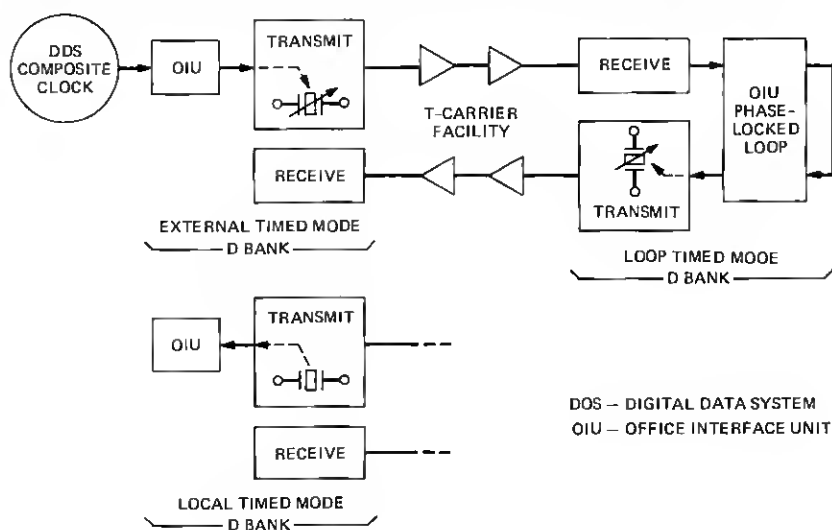 DDS
COMPOSITE
CLOCK
OIU
TRANSMIT
T-CARRIER
FACILITY
RECEIVE
OIU
PHASE-
LOCKED
LOOP
RECEIVE
TRANSMIT
EXTERNAL TIMED MODE
D BANK
LOOP TIMED MOOE
D BANK
OIU
TRANSMIT
RECEIVE
LOCAL TIMED MODE
D BANK
DOS – DIGITAL DATA SYSTEM
OIU – OFFICE INTERFACE UNIT